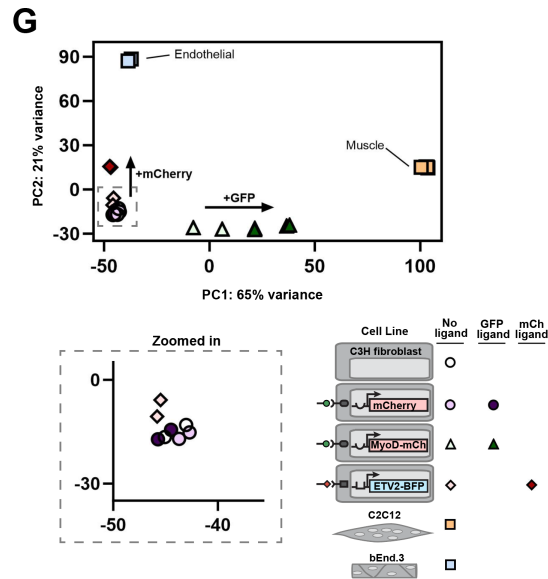 G
90
60
30
0
-30
PC2: 21% variance
Endothelial
Muscle
+mCherry
+GFP
-50
0
50
100
PC1: 65% variance
Zoomed in
0
-30
-50
-40
Cell Line
No ligand
GFP ligand
mCh ligand
C3H fibroblast
mCherry
MyoD-mCh
ETV2-BFP
C2C12
bEnd.3